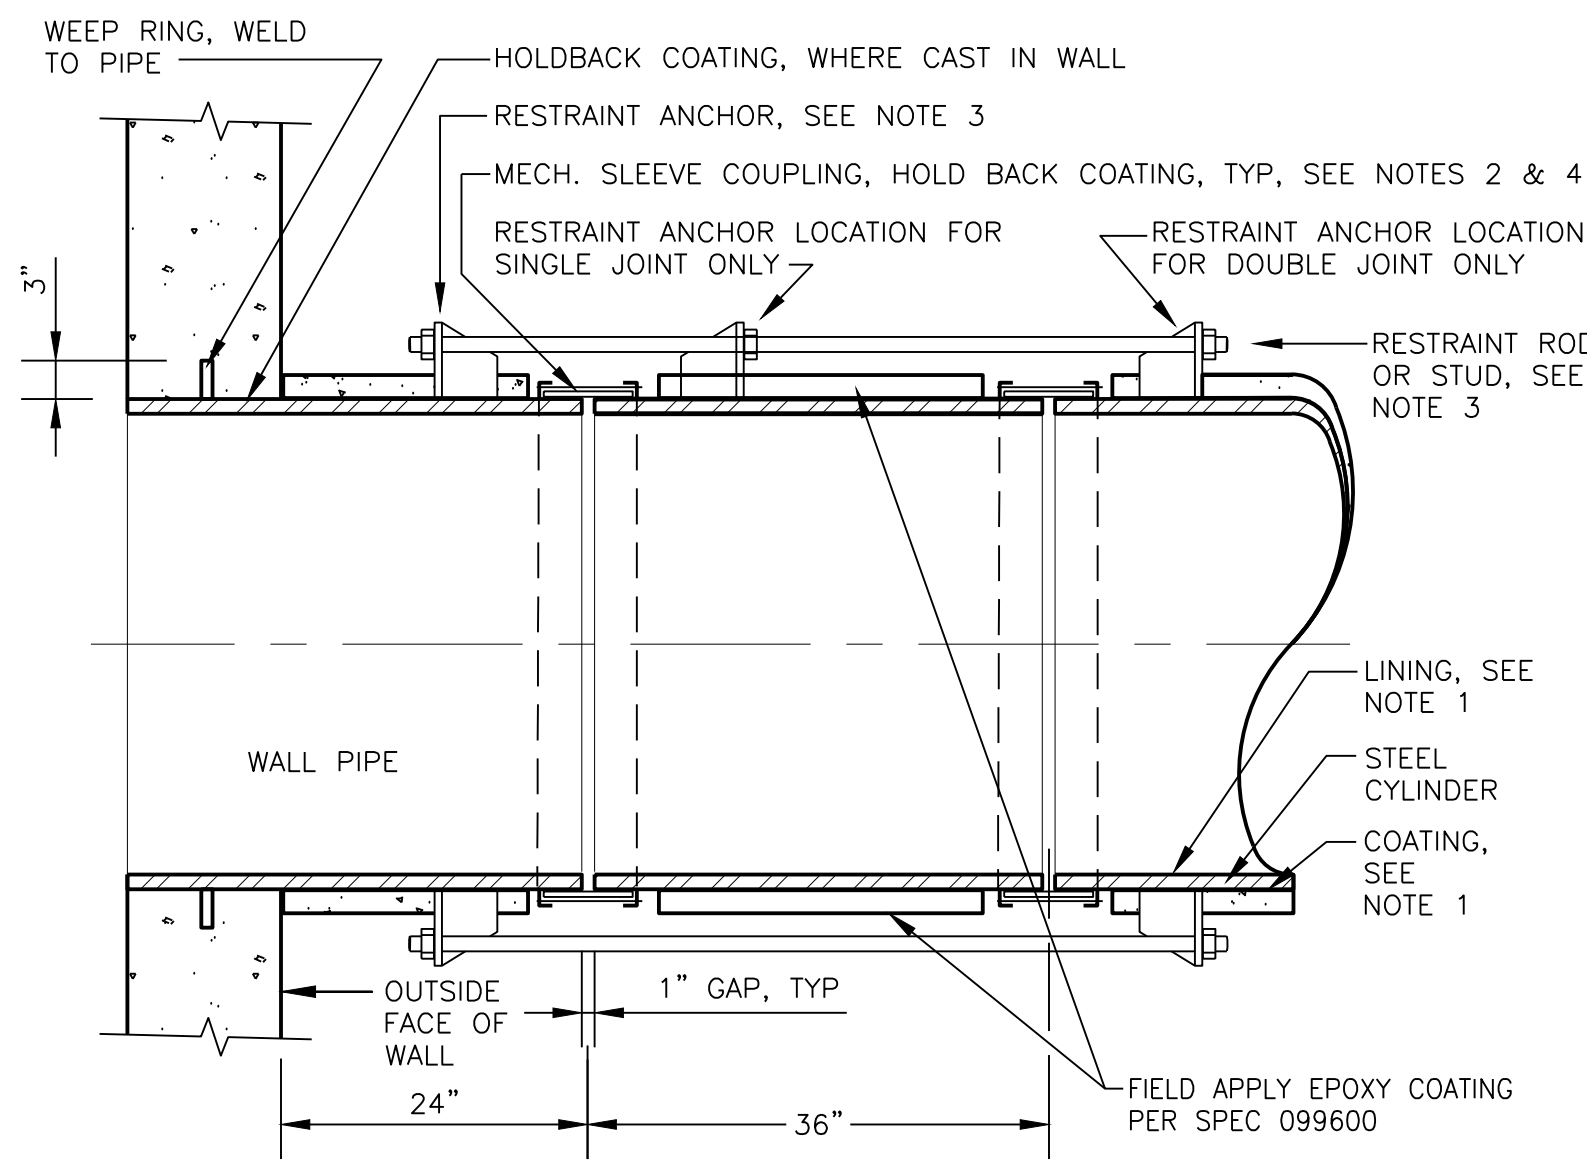 WEEP RING, WELD
TO PIPE
HOLDBACK COATING, WHERE CAST IN WALL
RESTRAINT ANCHOR, SEE NOTE 3
MECH. SLEEVE COUPLING, HOLD BACK COATING, TYP, SEE NOTES 2 & 4
RESTRAINT ANCHOR LOCATION FOR
SINGLE JOINT ONLY
RESTRAINT ANCHOR LOCATION
FOR DOUBLE JOINT ONLY
3"
RESTRAINT ROD
OR STUD, SEE
NOTE 3
LINING, SEE
NOTE 1
WALL PIPE
STEEL
CYLINDER
COATING,
SEE
NOTE 1
OUTSIDE
FACE OF
WALL
1" GAP, TYP
24"
36"
FIELD APPLY EPOXY COATING
PER SPEC 099600